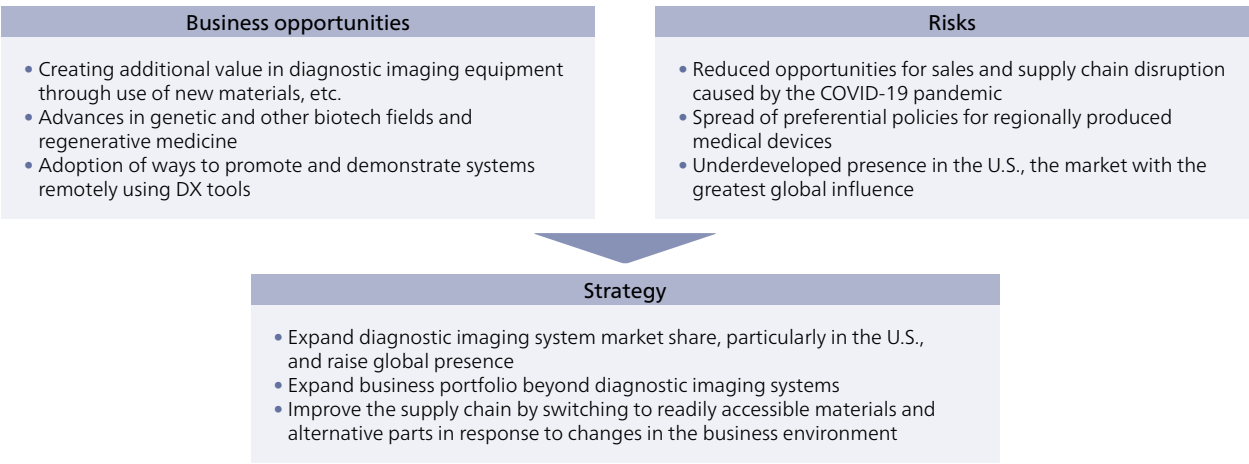 Business opportunities
• Creating additional value in diagnostic imaging equipment
through use of new materials, etc.
• Advances in genetic and other biotech fields and
regenerative medicine
• Adoption of ways to promote and demonstrate systems
remotely using DX tools
Risks
• Reduced opportunities for sales and supply chain disruption
caused by the COVID-19 pandemic
• Spread of preferential policies for regionally produced
medical devices
• Underdeveloped presence in the U.S., the market with the
greatest global influence
Strategy
• Expand diagnostic imaging system market share, particularly in the U.S.,
and raise global presence
• Expand business portfolio beyond diagnostic imaging systems
• Improve the supply chain by switching to readily accessible materials and
alternative parts in response to changes in the business environment